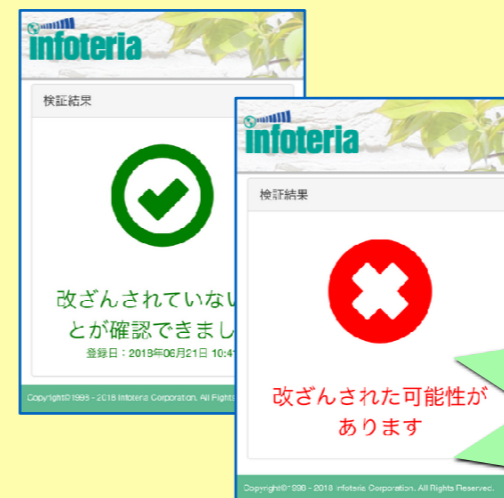 infoteria
検証結果
改ざんされていない
とが確認できまし
登録日：2018年06月21日 10:41
Copyright© 1998 - 2018 Infoteria Corporation. All Rights
infoteria
検証結果
改ざんされた可能性が
あります
Copyright© 1998 - 2018 Infoteria Corporation. All Rights Reserved.